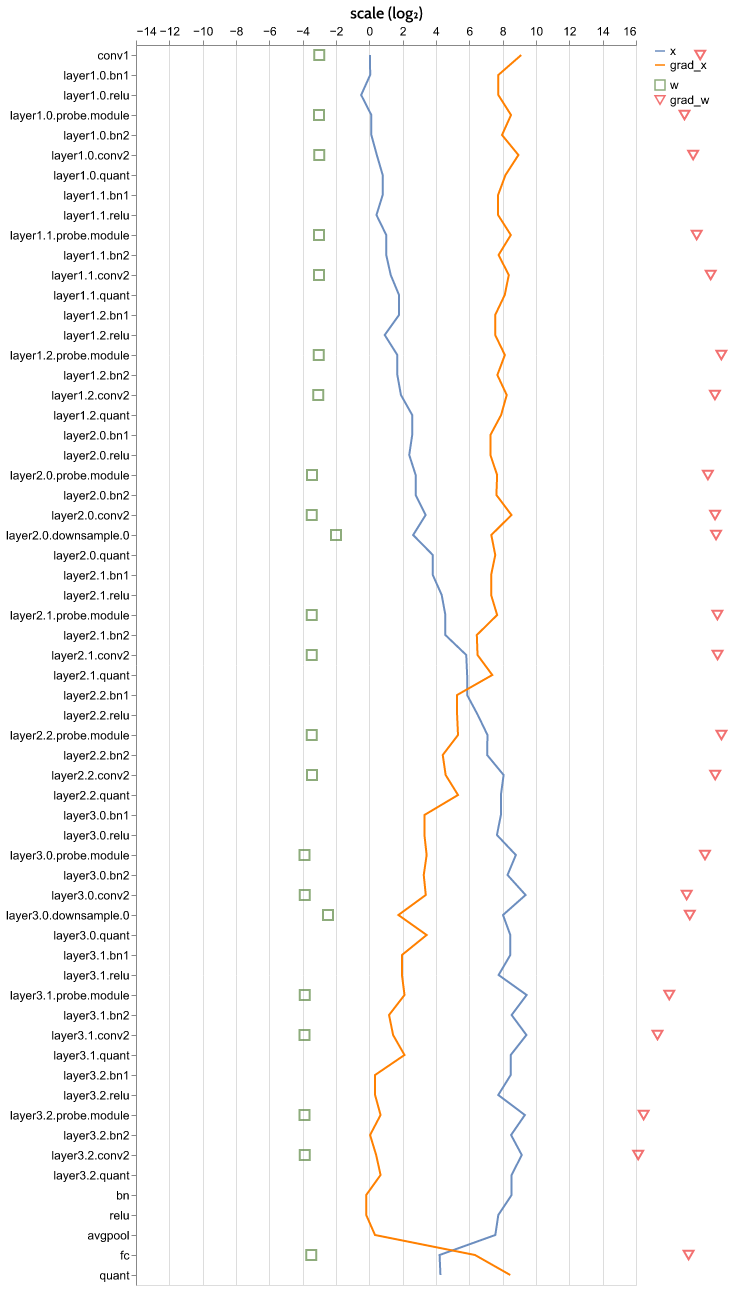 scale (log₂)
−14 −12 −10 −8 −6 −4 −2 0 2 4 6 8 10 12 14 16
x
grad_x
w
grad_w
conv1
layer1.0.bn1
layer1.0.relu
layer1.0.probe.module
layer1.0.bn2
layer1.0.conv2
layer1.0.quant
layer1.1.bn1
layer1.1.relu
layer1.1.probe.module
layer1.1.bn2
layer1.1.conv2
layer1.1.quant
layer1.2.bn1
layer1.2.relu
layer1.2.probe.module
layer1.2.bn2
layer1.2.conv2
layer1.2.quant
layer2.0.bn1
layer2.0.relu
layer2.0.probe.module
layer2.0.bn2
layer2.0.conv2
layer2.0.downsample.0
layer2.0.quant
layer2.1.bn1
layer2.1.relu
layer2.1.probe.module
layer2.1.bn2
layer2.1.conv2
layer2.1.quant
layer2.2.bn1
layer2.2.relu
layer2.2.probe.module
layer2.2.bn2
layer2.2.conv2
layer2.2.quant
layer3.0.bn1
layer3.0.relu
layer3.0.probe.module
layer3.0.bn2
layer3.0.conv2
layer3.0.downsample.0
layer3.0.quant
layer3.1.bn1
layer3.1.relu
layer3.1.probe.module
layer3.1.bn2
layer3.1.conv2
layer3.1.quant
layer3.2.bn1
layer3.2.relu
layer3.2.probe.module
layer3.2.bn2
layer3.2.conv2
layer3.2.quant
bn
relu
avgpool
fc
quant